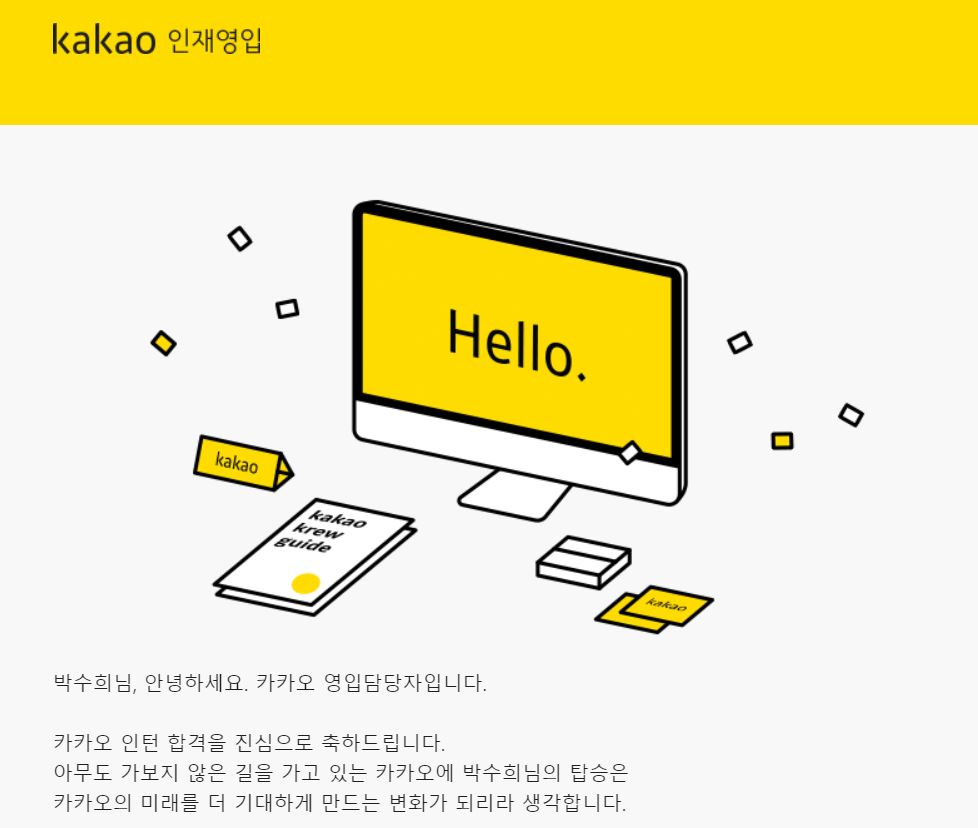 kakao 인재영입
Hello.
kakao
kakao
krew
guide
kakao
박수희님, 안녕하세요. 카카오 영입담당자입니다.
카카오 인턴 합격을 진심으로 축하드립니다.
아무도 가보지 않은 길을 가고 있는 카카오에 박수희님의 탑승은
카카오의 미래를 더 기대하게 만드는 변화가 되리라 생각합니다.